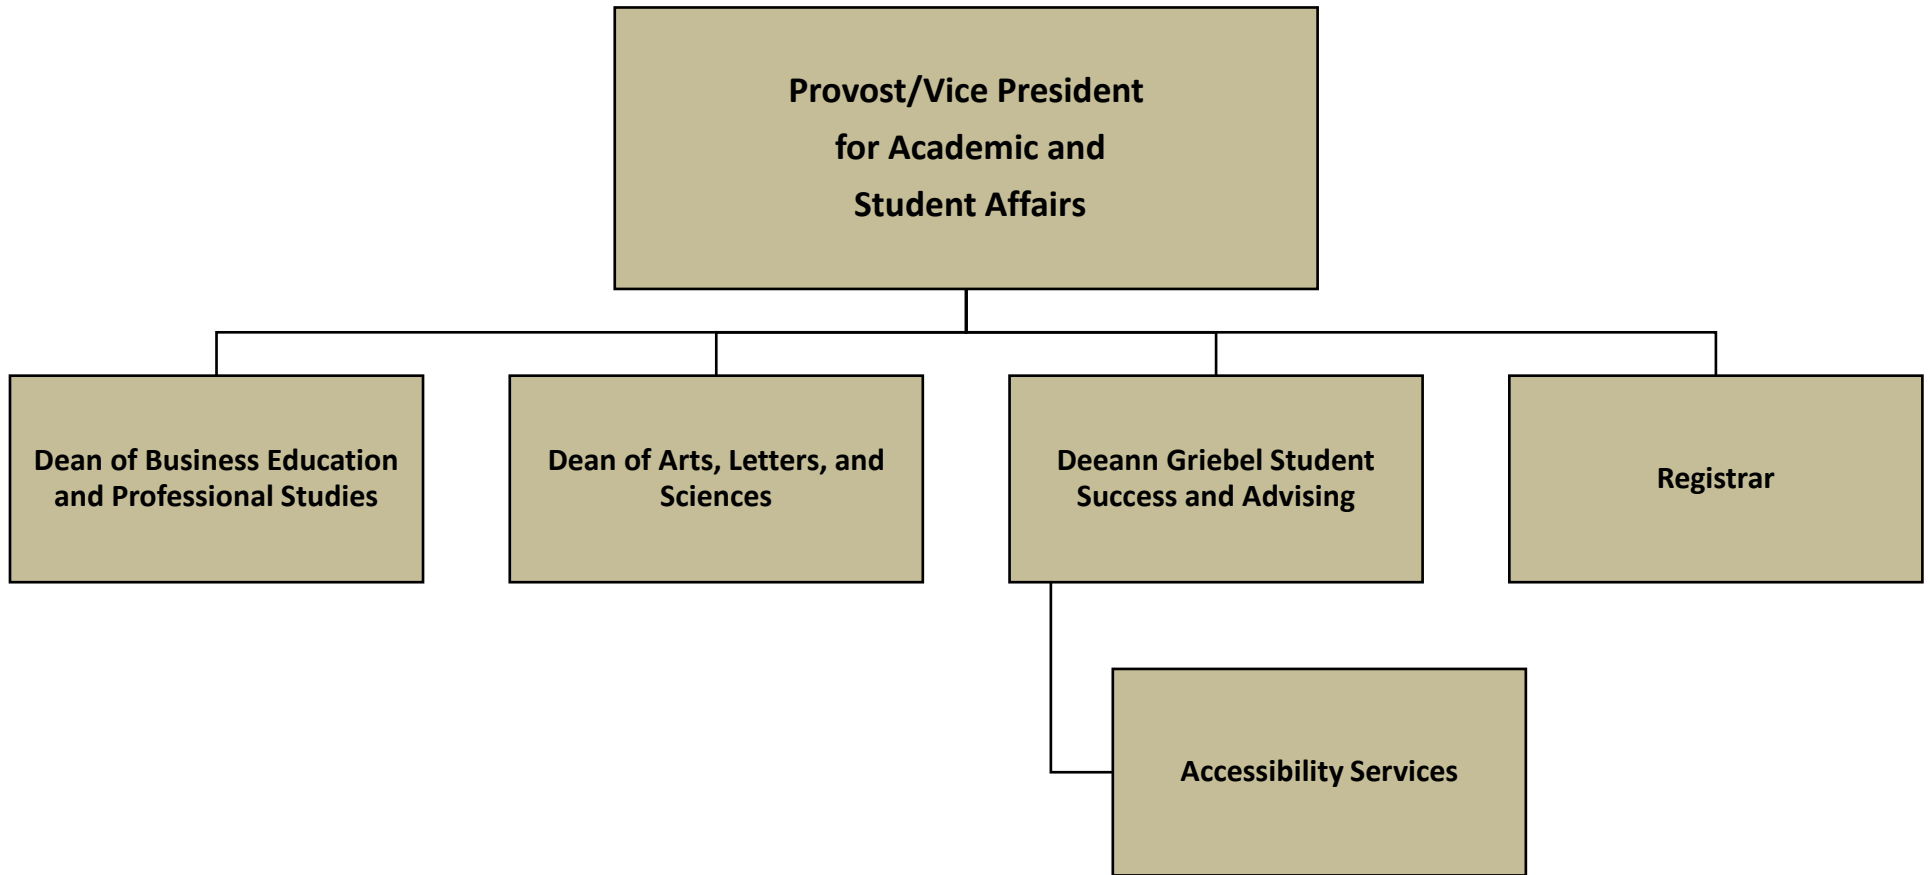 Provost/Vice President
for Academic and
Student Affairs
Dean of Business Education
and Professional Studies
Dean of Arts, Letters, and
Sciences
Deeann Griebel Student
Success and Advising
Registrar
Accessibility Services